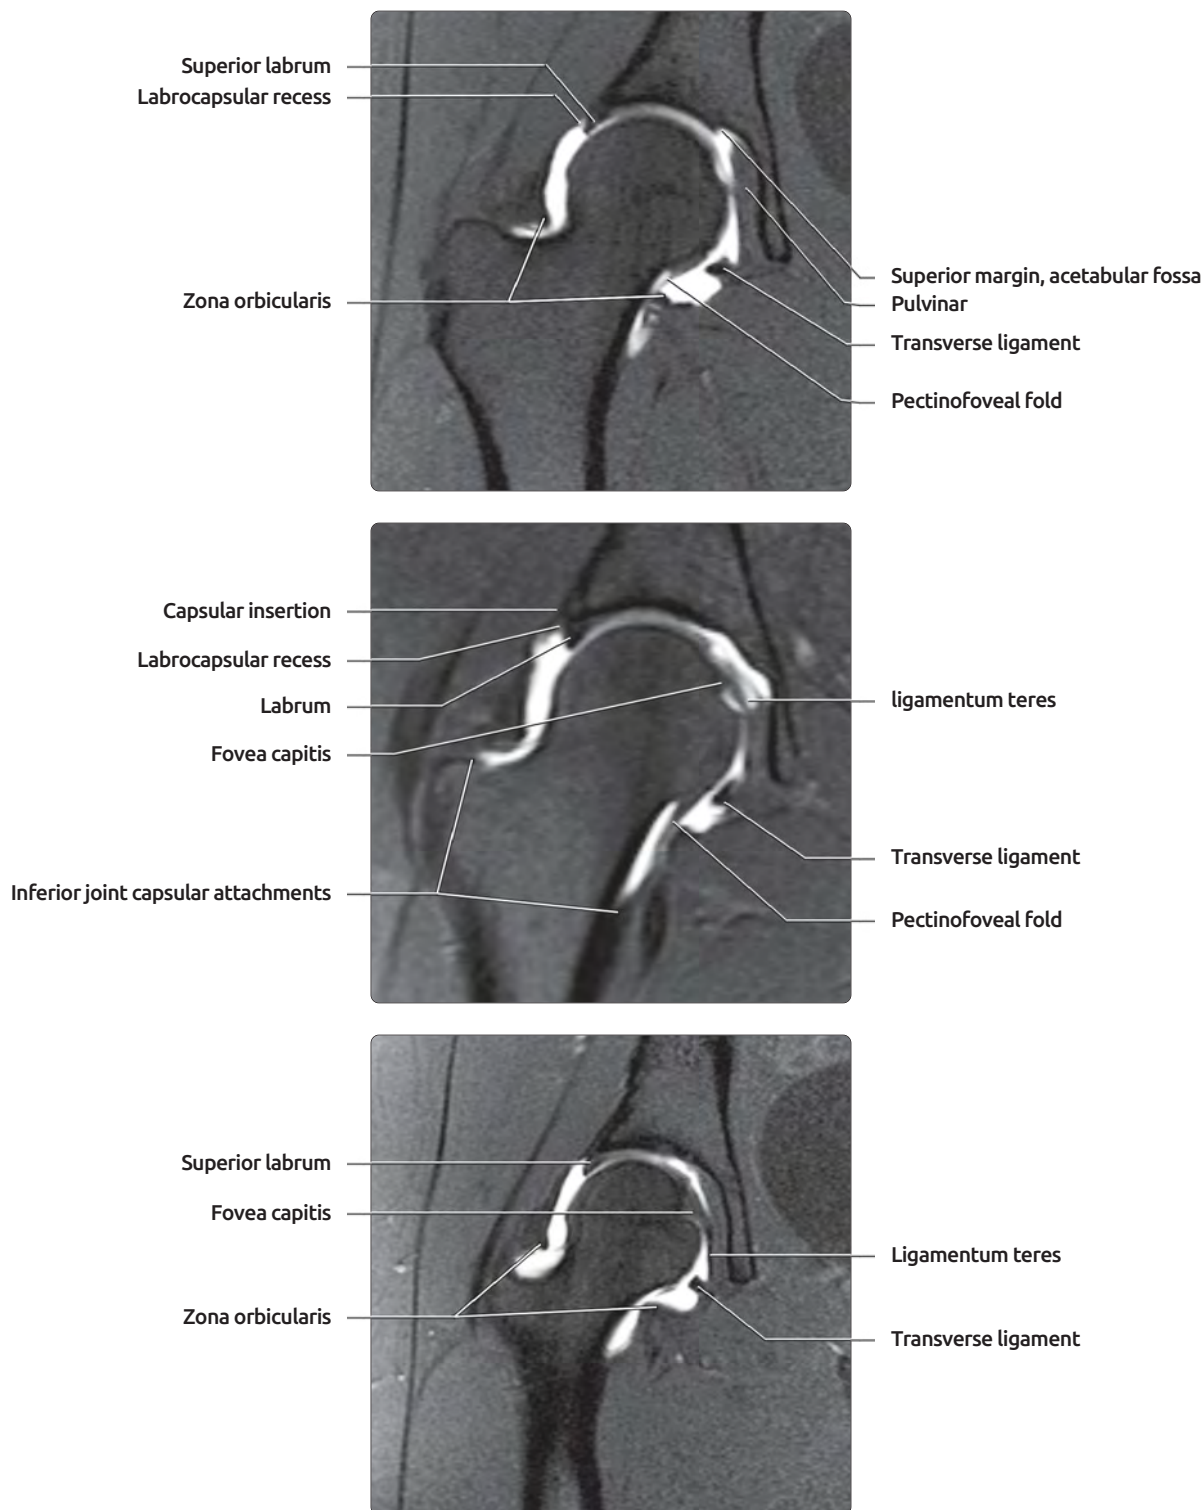 Superior labrum
Labrocapsular recess
Zona orbicularis
Superior margin, acetabular fossa
Pulvinar
Transverse ligament
Pectinofoveal fold
Capsular insertion
Labrocapsular recess
Labrum
Fovea capitis
Inferior joint capsular attachments
ligamentum teres
Transverse ligament
Pectinofoveal fold
Superior labrum
Fovea capitis
Zona orbicularis
Ligamentum teres
Transverse ligament